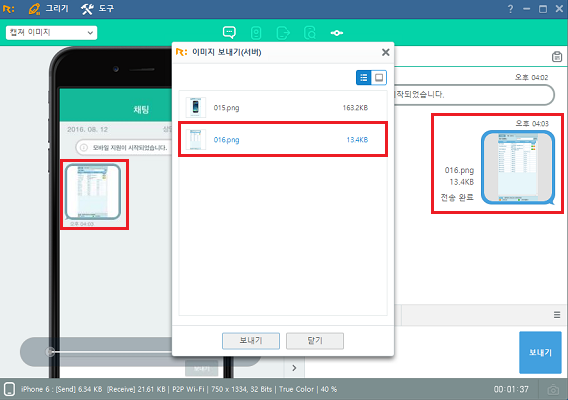 그리기 도구
캡쳐 이미지
이미지 보내기(서버)
015.png 163.2KB
016.png 13.4KB
보내기 닫기
채팅
2016. 08. 12
모바일 지원이 시작되었습니다.
오후 04:03
보내기
오후 04:02
작되었습니다.
오후 04:03
016.png
13.4KB
전송 완료
보내기
iPhone 6 : [Send] 6.34 KB [Receive] 21.61 KB | P2P Wi-Fi | 750 x 1334, 32 Bits | True Color | 40 %
00:01:37